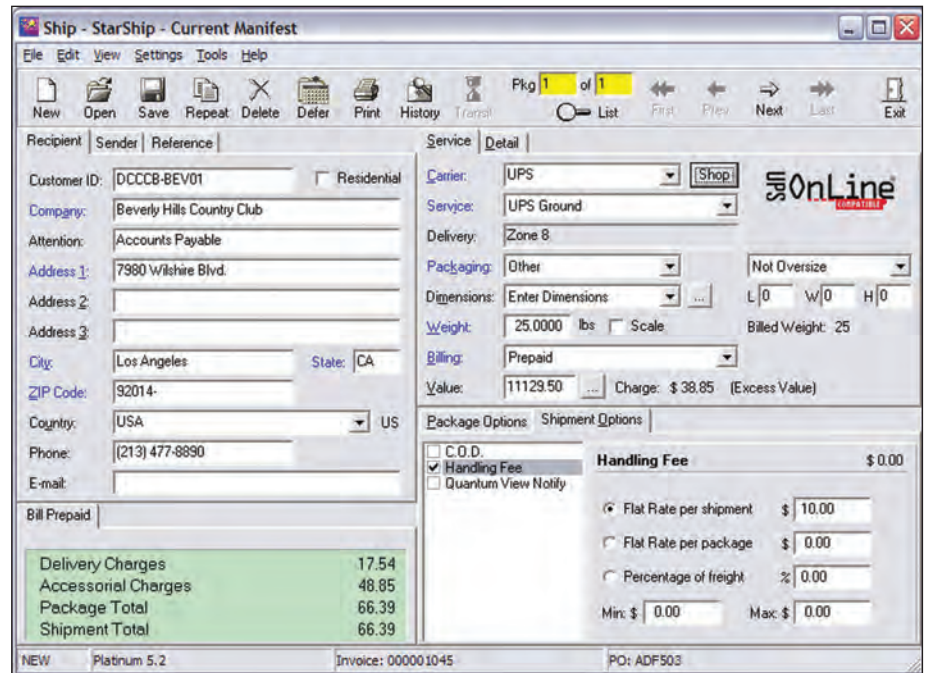 Ship - StarShip - Current Manifest
File Edit View Settings Tools Help
New Open Save Repeat Delete Defer Print History Transit
Pkg 1 of 1
List First Prev Next Last Exit
Recipient Sender Reference
Customer ID: DCCCB-BEV01 Residential
Company: Beverly Hills Country Club
Attention: Accounts Payable
Address 1: 7980 Wilshire Blvd.
Address 2:
Address 3:
City: Los Angeles State: CA
ZIP Code: 92014-
Country: USA US
Phone: (213) 477-8890
E-mail:
Bill Prepaid
Delivery Charges 17.54
Accessorial Charges 48.85
Package Total 66.39
Shipment Total 66.39
Service Detail
Carrier: UPS Shop
UPS OnLine
COMPATIBLE
Service: UPS Ground
Delivery: Zone 8
Packaging: Other Not Oversize
Dimensions: Enter Dimensions ... L 0 W 0 H 0
Weight: 25.0000 lbs Scale Billed Weight: 25
Billing: Prepaid
Value: 11129.50 ... Charge: $ 38.85 (Excess Value)
Package Options Shipment Options
C.O.D.
Handling Fee
Quantum View Notify
Handling Fee $ 0.00
Flat Rate per shipment $ 10.00
Flat Rate per package $ 0.00
Percentage of freight % 0.00
Min: $ 0.00 Max: $ 0.00
NEW Platinum 5.2 Invoice: 000001045 PO: ADF503